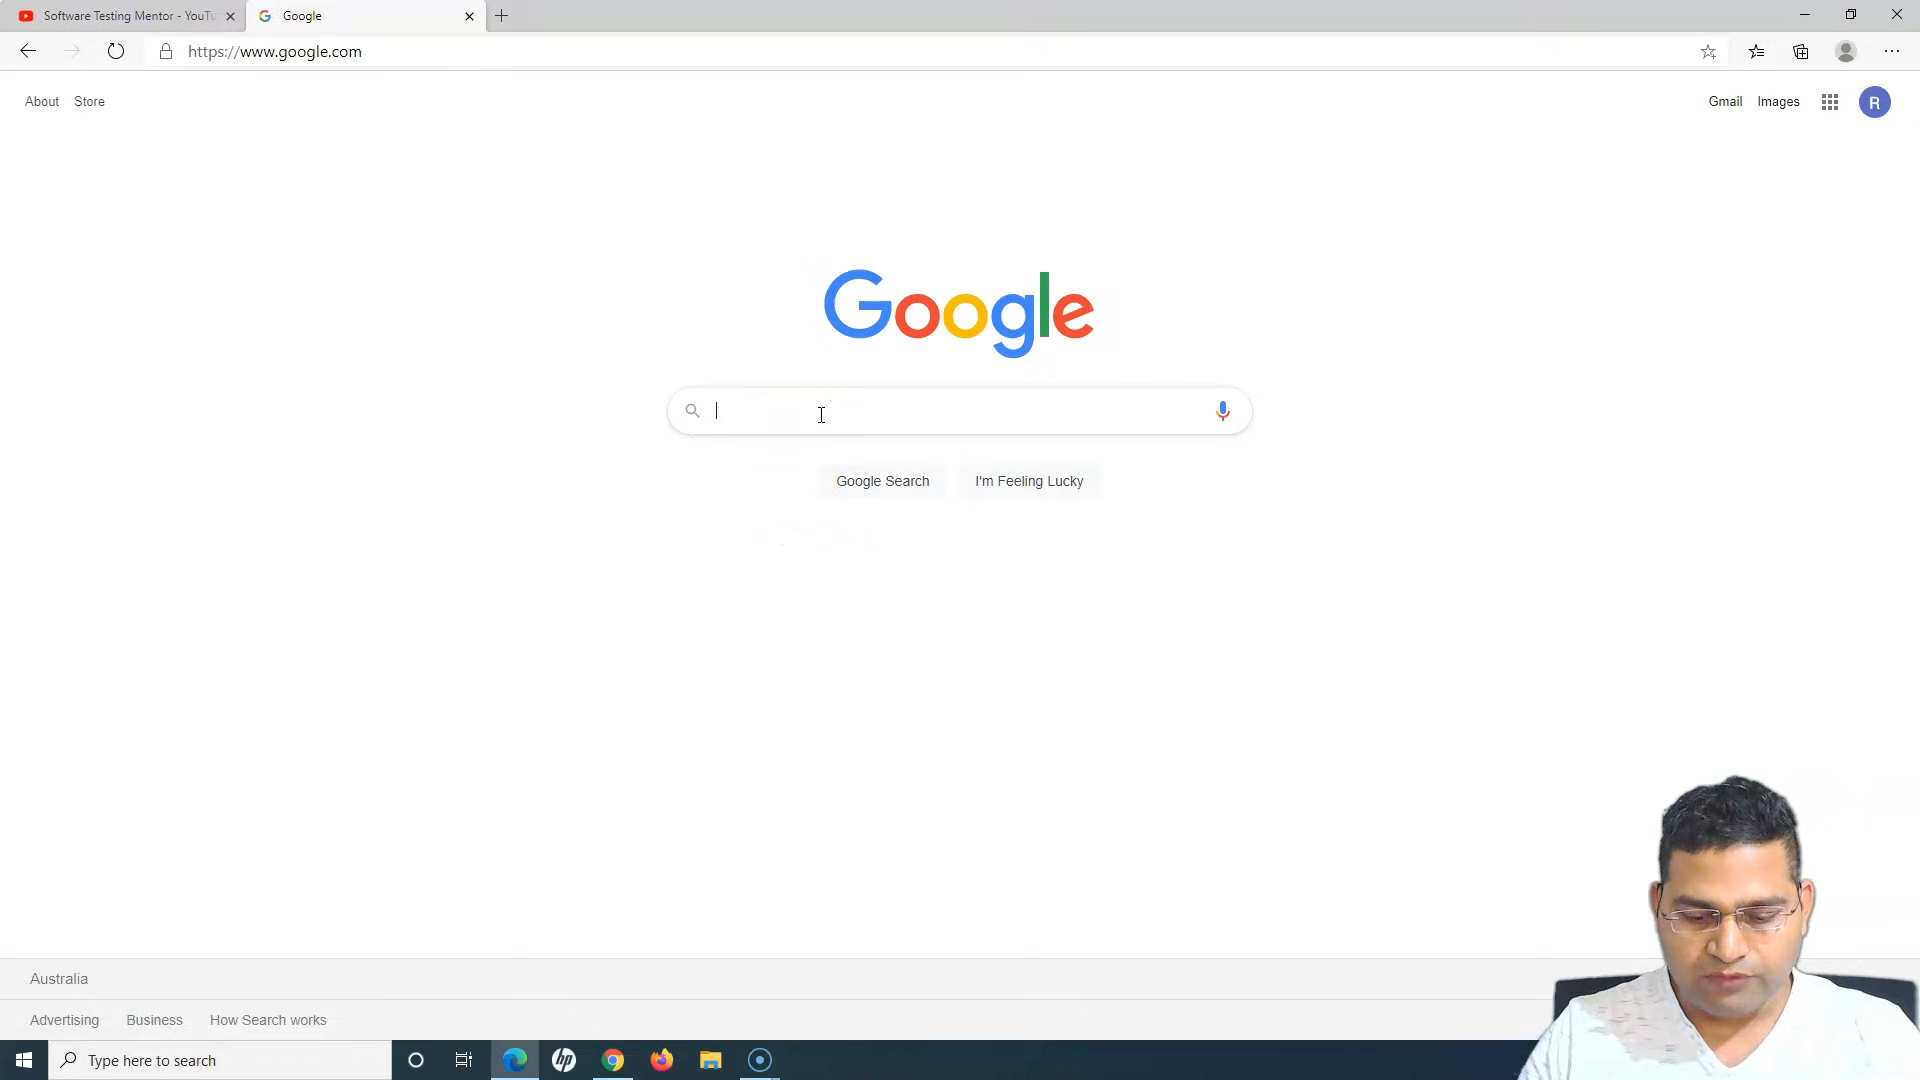 Software Testing Mentor - YouTu
Google
https://www.google.com
About Store
Gmail Images R
Google
Google Search I'm Feeling Lucky
Australia
Advertising Business How Search works
Type here to search
hp